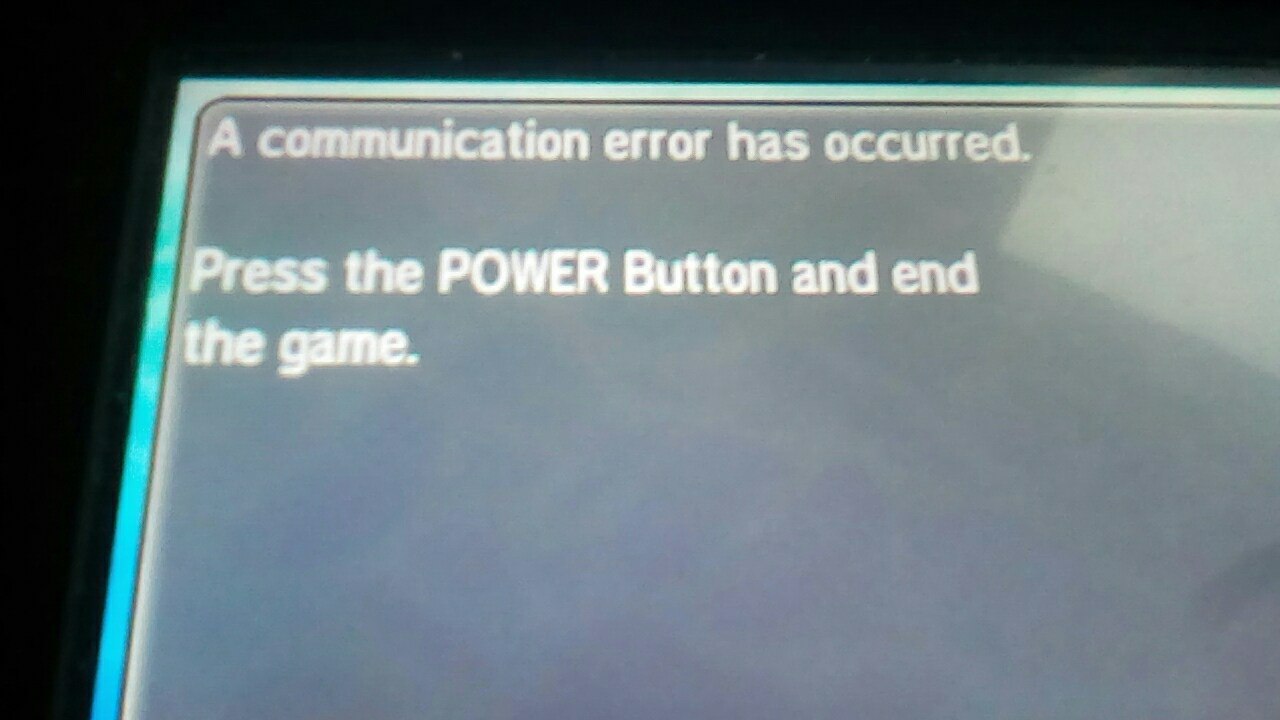 A communication error has occurred.
Press the POWER Button and end
the game.